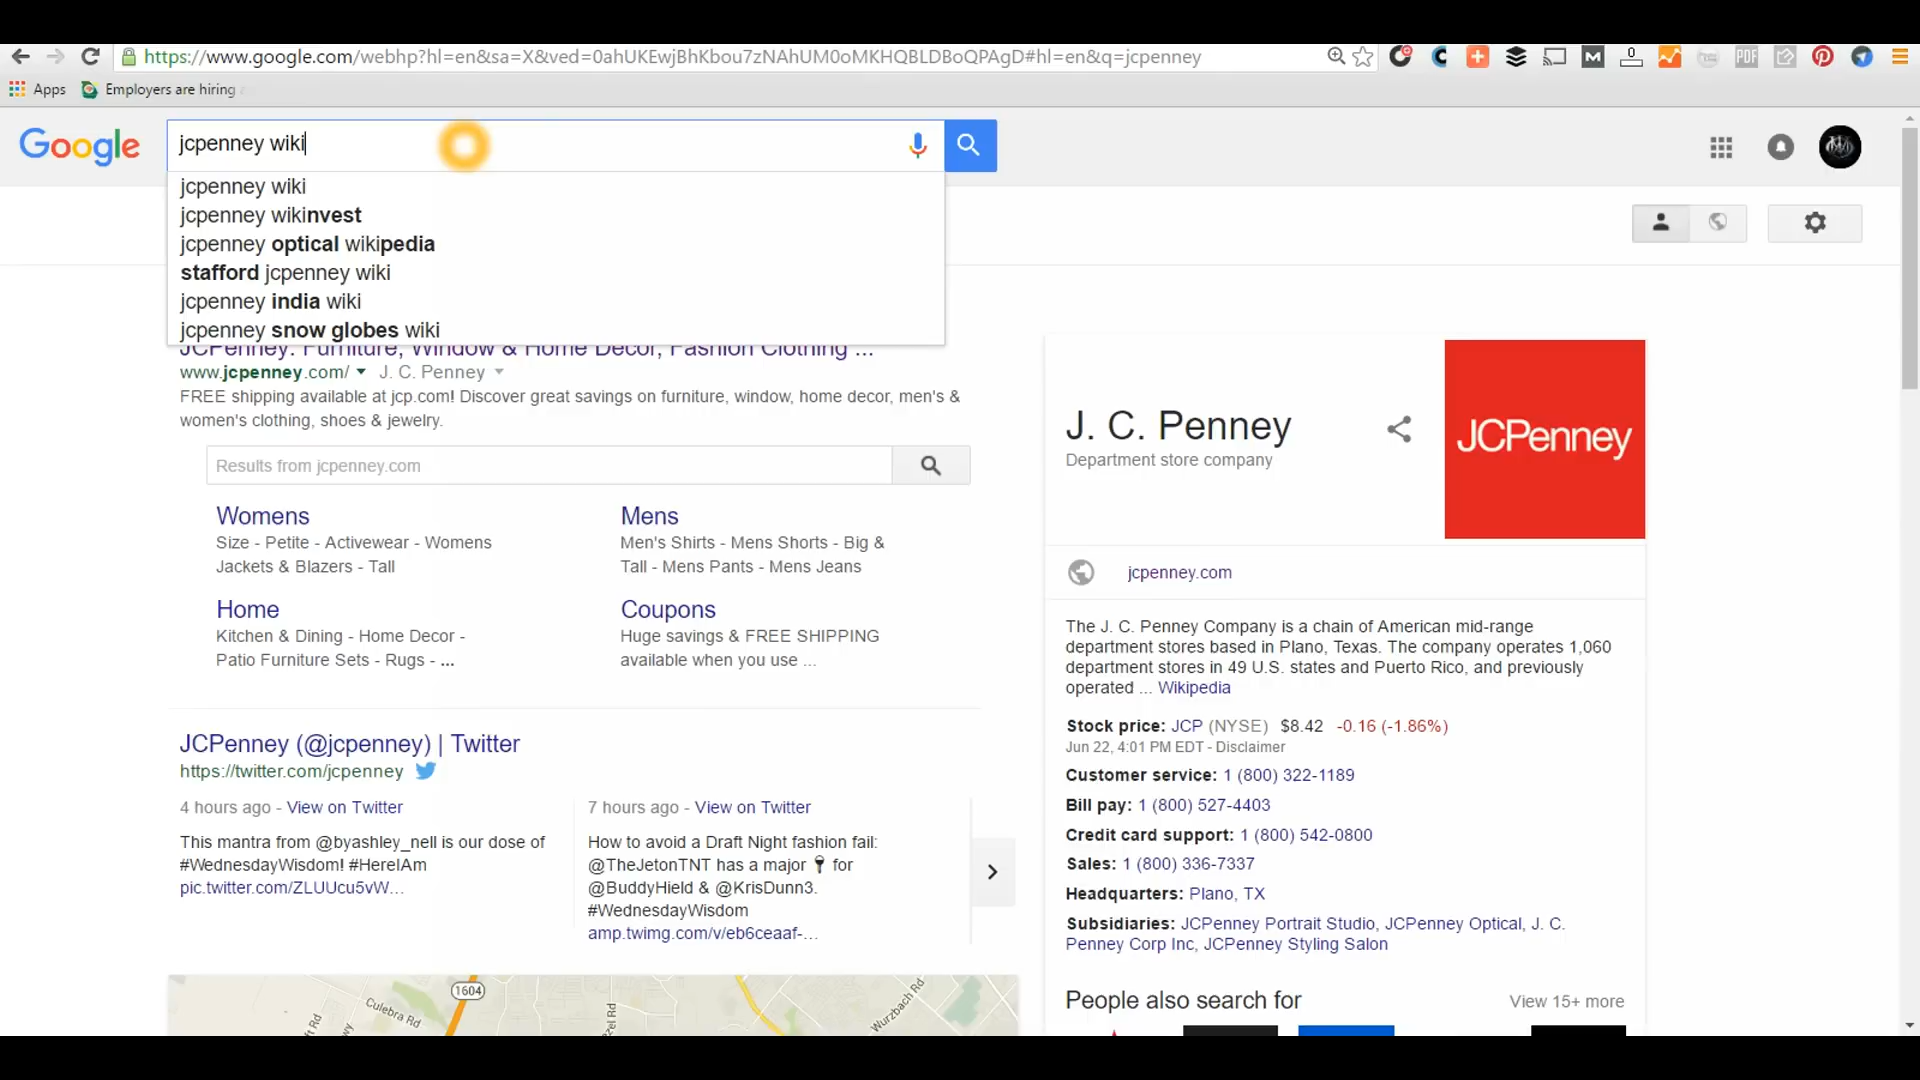 https://www.google.com/webhp?hl=en&sa=X&ved=0ahUKEwjBhKbou7zNAhUM0oMKHQBLDBoQPAgD#hl=en&q=jcpenney
M
0
PDF
Apps
Employers are hiring
Google
jcpenney wiki
jcpenney wiki
jcpenney wikinvest
jcpenney optical wikipedia
stafford jcpenney wiki
jcpenney india wiki
jcpenney snow globes wiki
JCPenney: Furniture, Window & Home Decor, Fashion Clothing ...
www.jcpenney.com/ J. C. Penney
FREE shipping available at jcp.com! Discover great savings on furniture, window, home decor, men's &
women's clothing, shoes & jewelry.
Results from jcpenney.com
Womens
Size - Petite - Activewear - Womens
Jackets & Blazers - Tall
Mens
Men's Shirts - Mens Shorts - Big &
Tall - Mens Pants - Mens Jeans
Home
Kitchen & Dining - Home Decor -
Patio Furniture Sets - Rugs - ...
Coupons
Huge savings & FREE SHIPPING
available when you use ...
JCPenney (@jcpenney) | Twitter
https://twitter.com/jcpenney
4 hours ago - View on Twitter
This mantra from @byashley_nell is our dose of
#WednesdayWisdom! #HereIAm
pic.twitter.com/ZLUUcu5vW...
7 hours ago - View on Twitter
How to avoid a Draft Night fashion fail:
@TheJetonTNT has a major for
@BuddyHield & @KrisDunn3.
#WednesdayWisdom
amp.twimg.com/v/eb6ceaaf-...
1604
Culebra Rd
Wurzbach Rd
J. C. Penney
Department store company
JCPenney
jcpenney.com
The J. C. Penney Company is a chain of American mid-range
department stores based in Plano, Texas. The company operates 1,060
department stores in 49 U.S. states and Puerto Rico, and previously
operated ... Wikipedia
Stock price: JCP (NYSE) $8.42 -0.16 (-1.86%)
Jun 22, 4:01 PM EDT - Disclaimer
Customer service: 1 (800) 322-1189
Bill pay: 1 (800) 527-4403
Credit card support: 1 (800) 542-0800
Sales: 1 (800) 336-7337
Headquarters: Plano, TX
Subsidiaries: JCPenney Portrait Studio, JCPenney Optical, J. C.
Penney Corp Inc, JCPenney Styling Salon
People also search for
View 15+ more